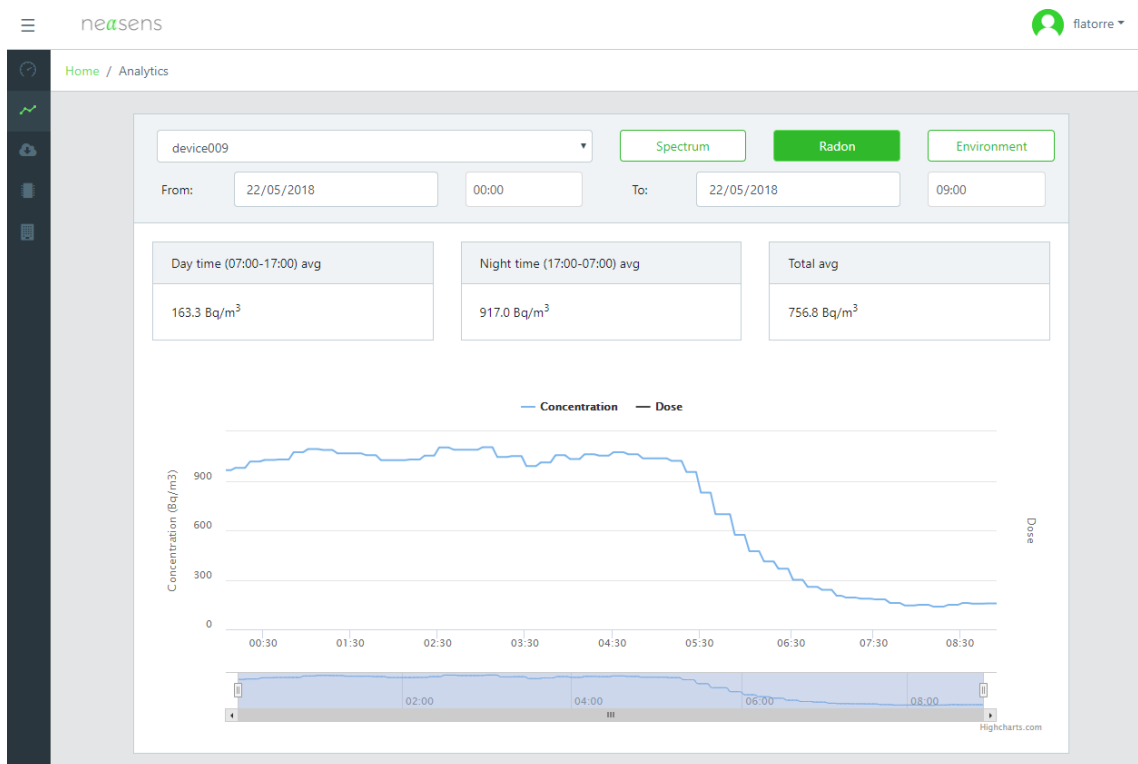 neαsens
flatorre
Home / Analytics
device009
Spectrum
Radon
Environment
From:
22/05/2018
00:00
To:
22/05/2018
09:00
Day time (07:00-17:00) avg
163.3 Bq/m³
Night time (17:00-07:00) avg
917.0 Bq/m³
Total avg
756.8 Bq/m³
Concentration
Dose
Concentration (Bq/m3)
900
600
300
0
Dose
00:30
01:30
02:30
03:30
04:30
05:30
06:30
07:30
08:30
02:00
04:00
06:00
08:00
Highcharts.com